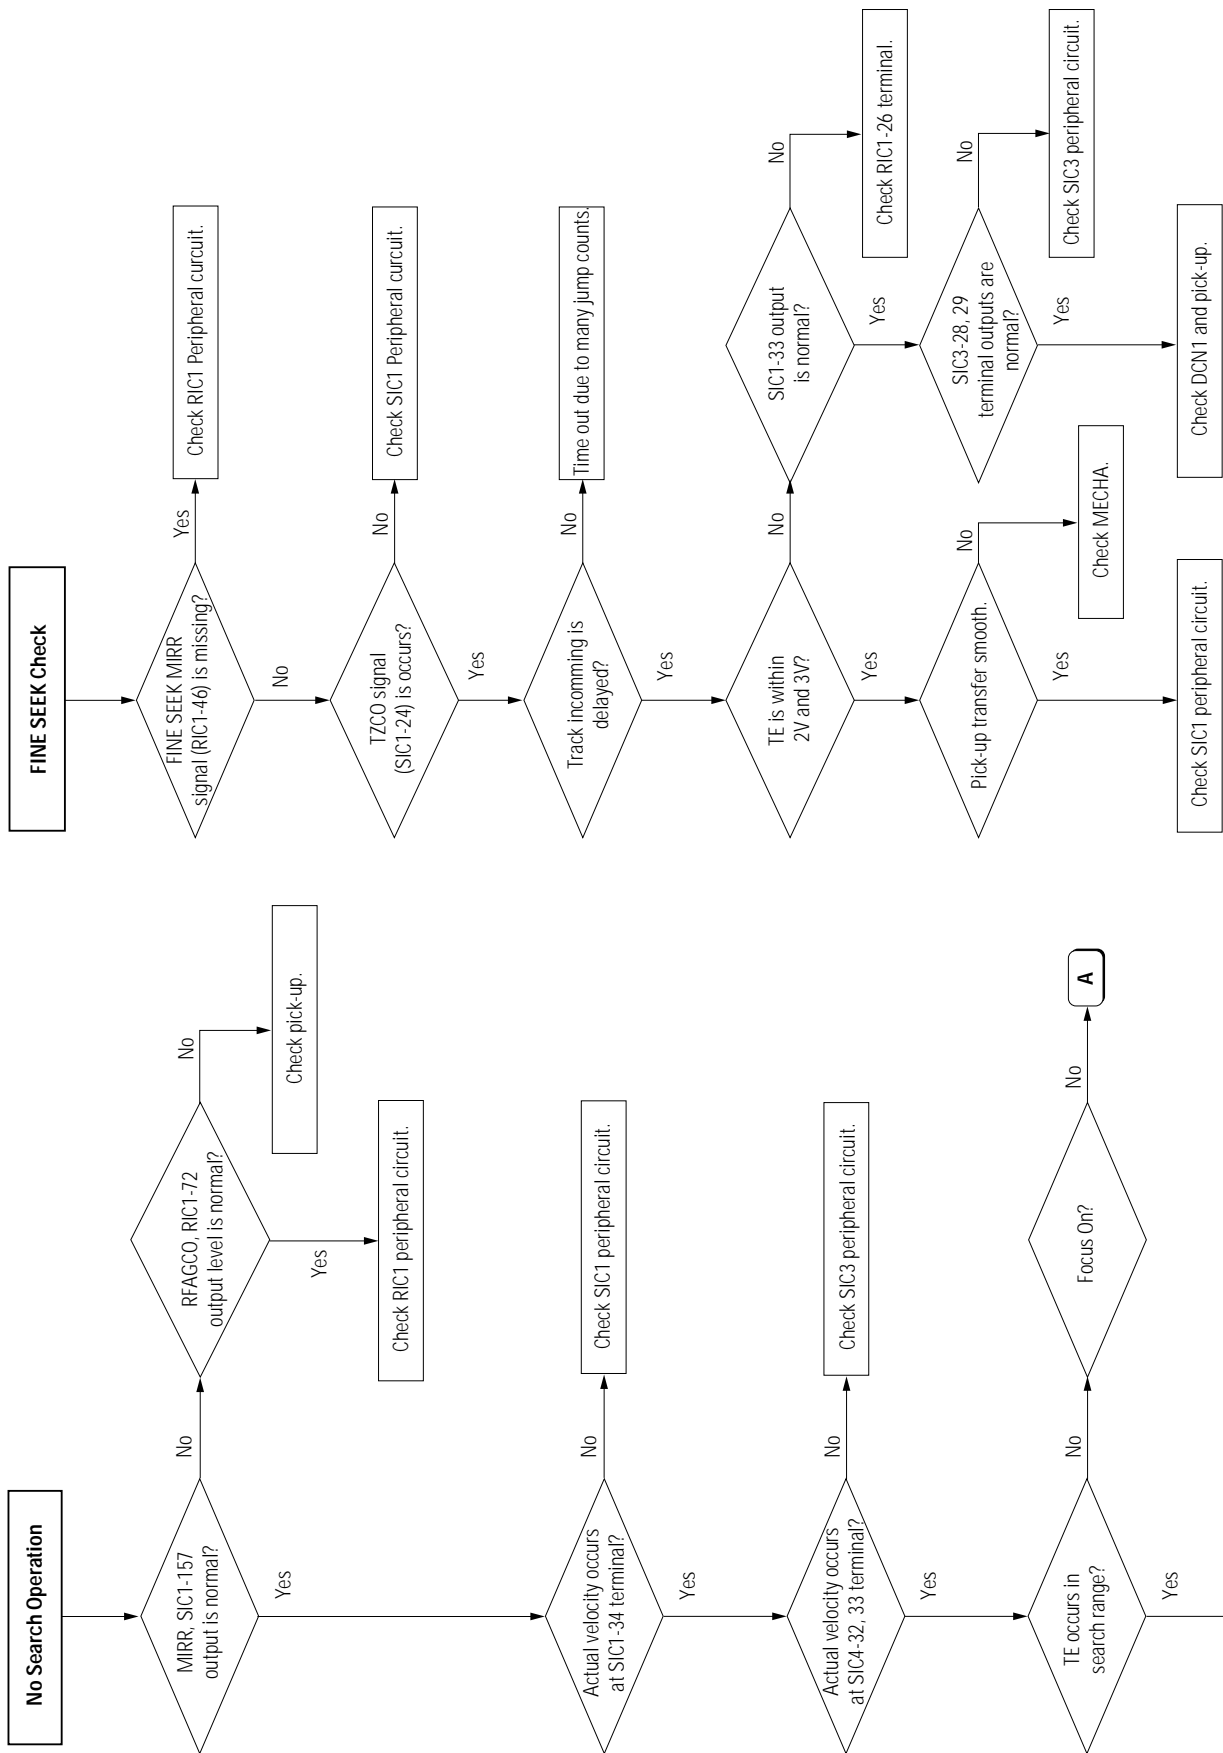 No Search Operation
MIRR, SIC1-157
output is normal?
No
RFAGCO, RIC1-72
output level is normal?
No
Check pick-up.
Yes
Check RIC1 peripheral circuit.
Yes
Actual velocity occurs
at SIC1-34 terminal?
No
Check SIC1 peripheral circuit.
Yes
Actual velocity occurs
at SIC4-32, 33 terminal?
No
Check SIC3 peripheral circuit.
Yes
TE occurs in
search range?
No
Focus On?
No
A
Yes
FINE SEEK Check
FINE SEEK MIRR
signal (RIC1-46) is missing?
Yes
Check RIC1 Peripheral curcuit.
No
TZCO signal
(SIC1-24) is occurs?
No
Check SIC1 Peripheral curcuit.
Yes
Track incomming is
delayed?
No
Time out due to many jump counts.
Yes
TE is within
2V and 3V?
No
SIC1-33 output
is normal?
No
Check RIC1-26 terminal.
Yes
SIC3-28, 29
terminal outputs are
normal?
No
Check SIC3 peripheral circuit.
Yes
Check DCN1 and pick-up.
Yes
Pick-up transfer smooth.
No
Check MECHA.
Yes
Check SIC1 peripheral circuit.